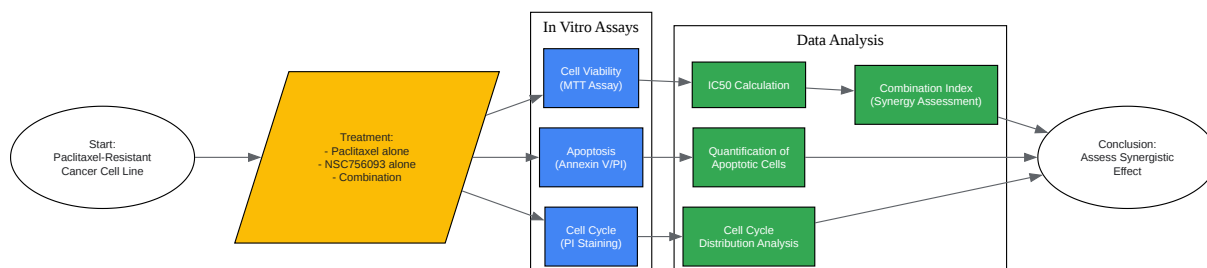 In Vitro Assays
Data Analysis
Start:
Paclitaxel-Resistant
Cancer Cell Line
Treatment:
- Paclitaxel alone
- NSC756093 alone
- Combination
Cell Viability
(MTT Assay)
Apoptosis
(Annexin V/PI)
Cell Cycle
(PI Staining)
IC50 Calculation
Combination Index
(Synergy Assessment)
Quantification of
Apoptotic Cells
Cell Cycle
Distribution Analysis
Conclusion:
Assess Synergistic
Effect